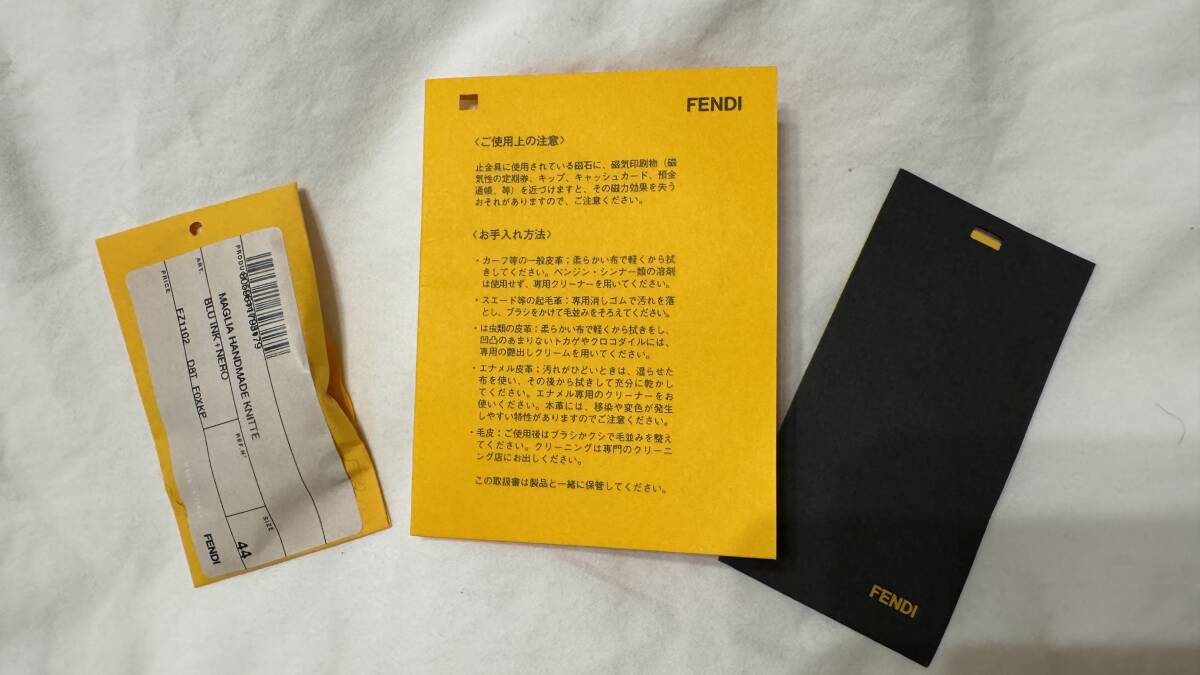 PRODU
ART.
MAGLIA HANDMADE KNITTE
BLU INK+NERO
PRICE
FZ1102 D8T F0XKP
REF.N°
SIZE
44
FENDI
FENDI
〈ご使用上の注意〉
止金具に使用されている磁石に、磁気印刷物（磁
気性の定期券、キップ、キャッシュカード、預金
通帳、等）を近づけますと、その磁力効果を失う
おそれがありますので、ご注意ください。
〈お手入れ方法〉
・カーフ等の一般皮革：柔らかい布で軽くから拭
きしてください。ベンジン・シンナー類の溶剤
は使用せず、専用クリーナーを用いてください。
・スエード等の起毛革：専用消しゴムで汚れを落
とし、ブラシをかけて毛並みをそろえてください。
・は虫類の皮革：柔らかい布で軽くから拭きをし、
凹凸のあまりないトカゲやクロコダイルには、
専用の艶出しクリームを用いてください。
・エナメル皮革：汚れがひどいときは、湿らせた
布を使い、その後から拭きして充分に乾かし
てください。エナメル専用のクリーナーをお
使いください。本革には、移染や変色が発生
しやすい特性がありますのでご注意ください。
・毛皮：ご使用後はブラシかクシで毛並みを整え
てください。クリーニングは専門のクリーニ
ング店にお出しください。
この取扱書は製品と一緒に保管してください。
FENDI